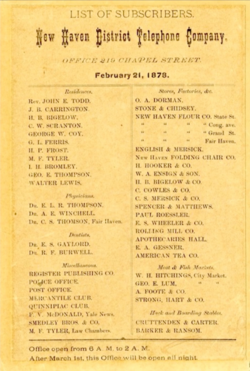 LIST OF SUBSCRIBERS.
New Haven District Telephone Company,
OFFICE 219 CHAPEL STREET.
February 21, 1878.
Residences.
Rev. JOHN E. TODD.
J. B. CARRINGTON.
H. B. BIGELOW.
C. W. SCRANTON.
GEORGE W. COY.
G. L. FERRIS.
H. P. FROST.
M. F. TYLER.
I. H. BROMLEY.
GEO. E. THOMPSON.
WALTER LEWIS.
Physicians.
Dr. E. L. R. THOMPSON.
Dr. A. E. WINCHELL.
Dr. C. S. THOMSON, Fair Haven.
Dentists.
Dr. E. S. GAYLORD.
Dr. R. F. BURWELL.
Miscellaneous.
REGISTER PUBLISHING CO.
POLICE OFFICE.
POST OFFICE.
MERCANTILE CLUB.
QUINNIPIAC CLUB.
F. V. McDONALD, Yale News.
SMEDLEY BROS. & CO.
M. F. TYLER, Law Chambers.
Stores, Factories, &c.
O. A. DORMAN.
STONE & CHIDSEY.
NEW HAVEN FLOUR CO. State St.
" " " " Cong. ave.
" " " " Grand St.
" " " Fair Haven.
ENGLISH & MERSICK.
New Haven FOLDING CHAIR CO.
H. HOOKER & CO.
W. A. ENSIGN & SON.
H. B. BIGELOW & CO.
C. COWLES & CO.
C. S. MERSICK & CO.
SPENCER & MATTHEWS.
PAUL ROESSLER.
E. S. WHEELER & CO.
ROLLING MILL CO.
APOTHECARIES HALL.
E. A. GESSNER.
AMERICAN TEA CO.
Meat & Fish Markets.
W. H. HITCHINGS, City Market.
GEO. E. LUM, "
A. FOOTE & CO.
STRONG, HART & CO.
Hack and Boarding Stables.
CRUTTENDEN & CARTER.
BARKER & RANSOM.
Office open from 6 A. M. to 2 A. M.
After March 1st, this Office will be open all night.